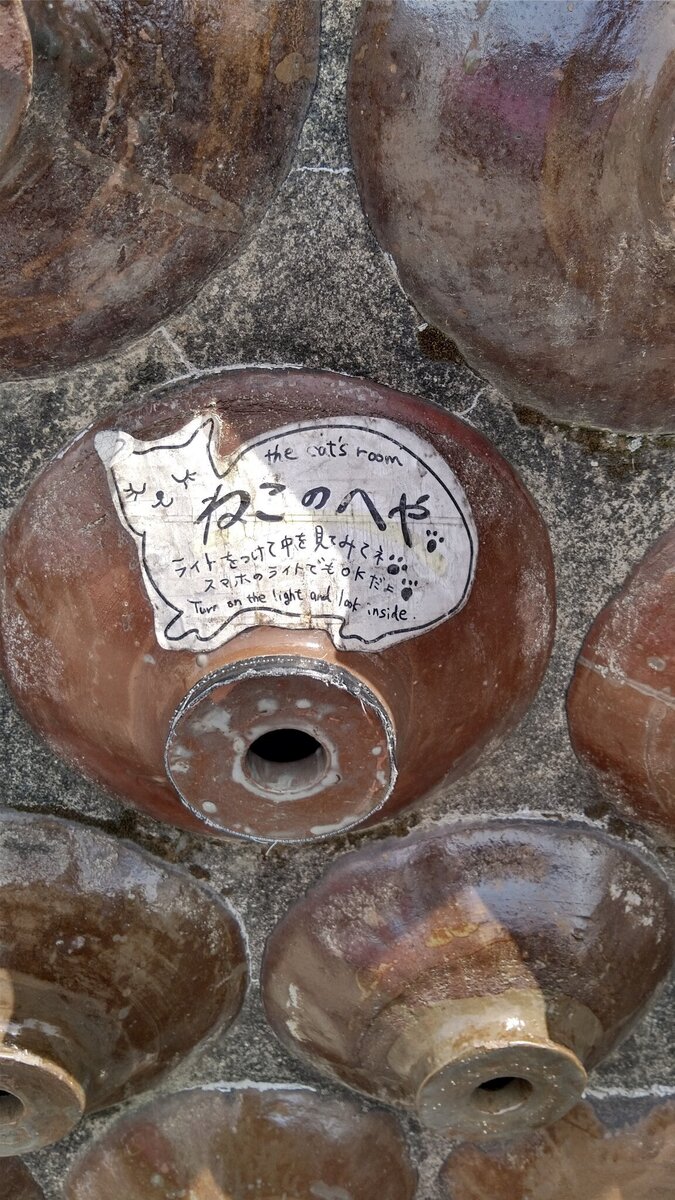 the cat's room
ねこのへや
ライトをつけて中を見てみてネ
スマホのライトでもOKだよ
Turn on the light and look inside.